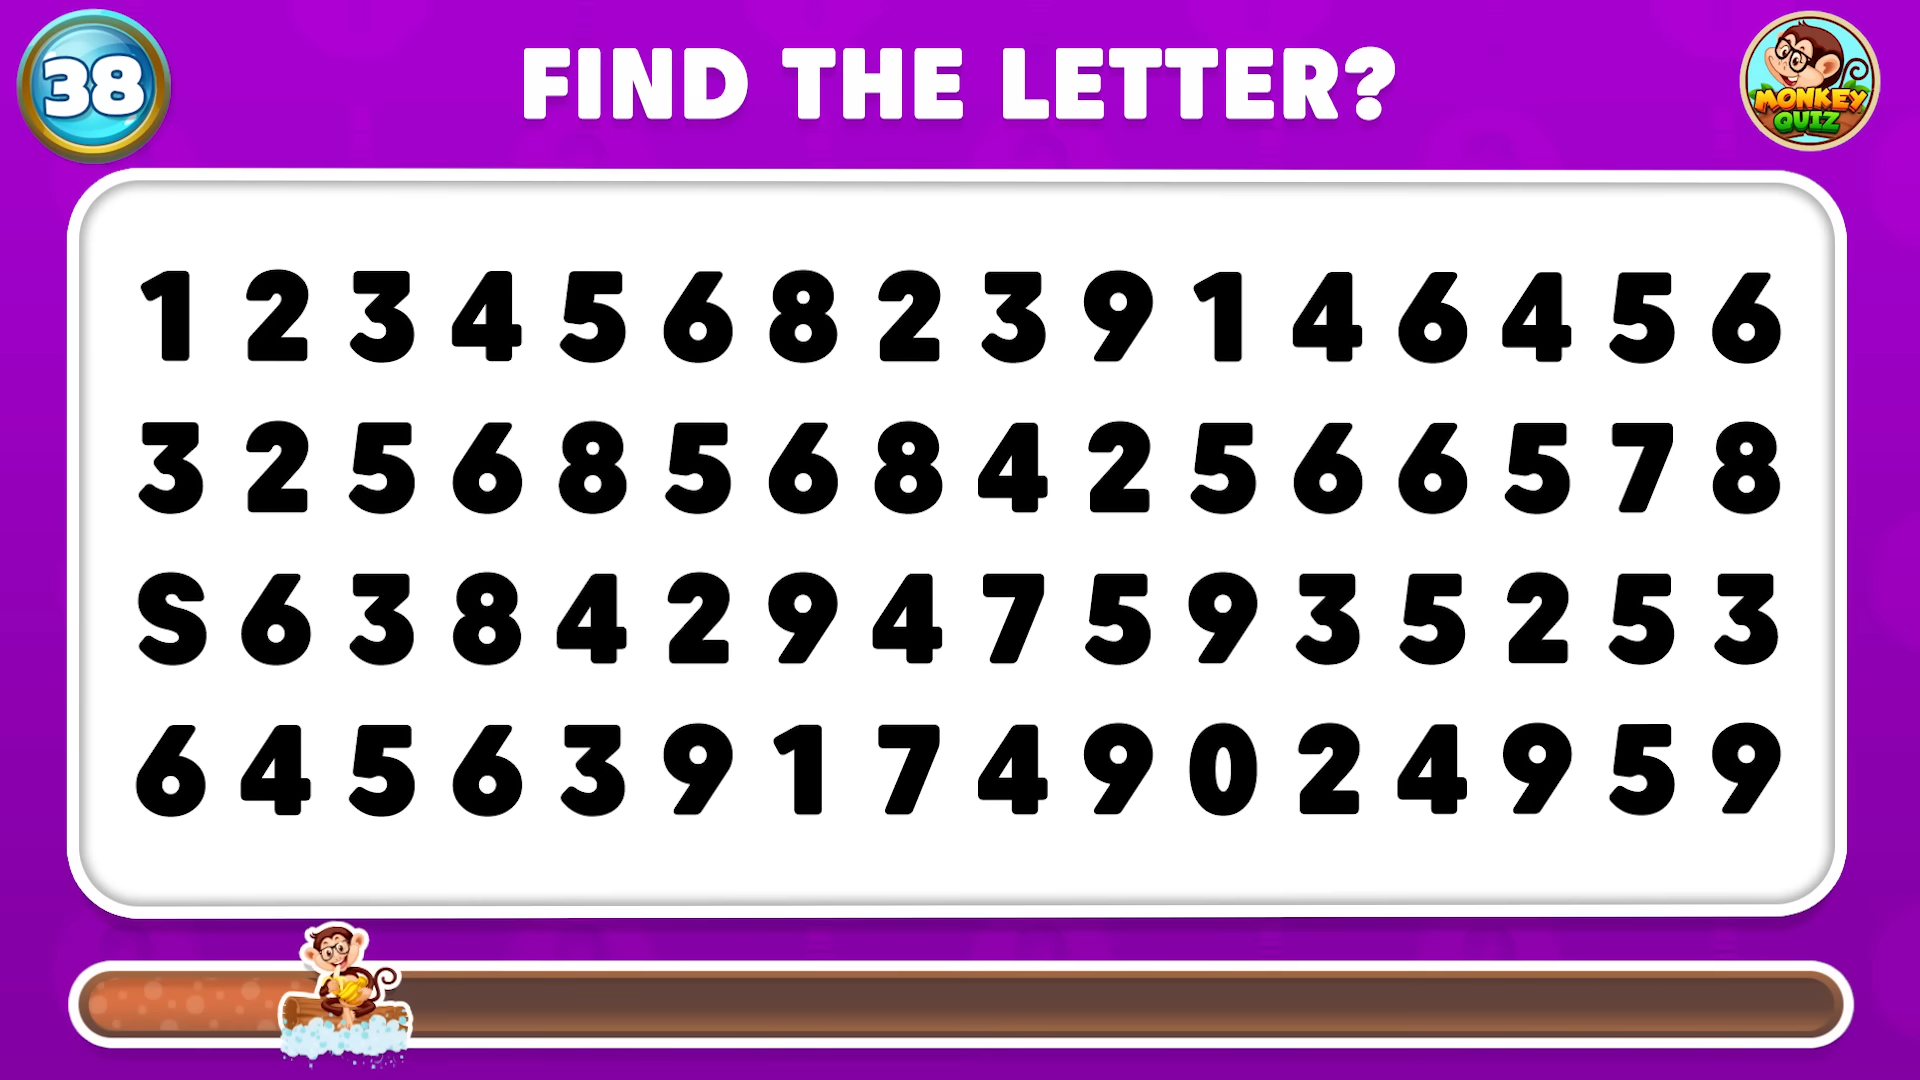 38
FIND THE LETTER?
MONKEY
QUIZ
1 2 3 4 5 6 8 2 3 9 1 4 6 4 5 6
3 2 5 6 8 5 6 8 4 2 5 6 6 5 7 8
S 6 3 8 4 2 9 4 7 5 9 3 5 2 5 3
6 4 5 6 3 9 1 7 4 9 0 2 4 9 5 9